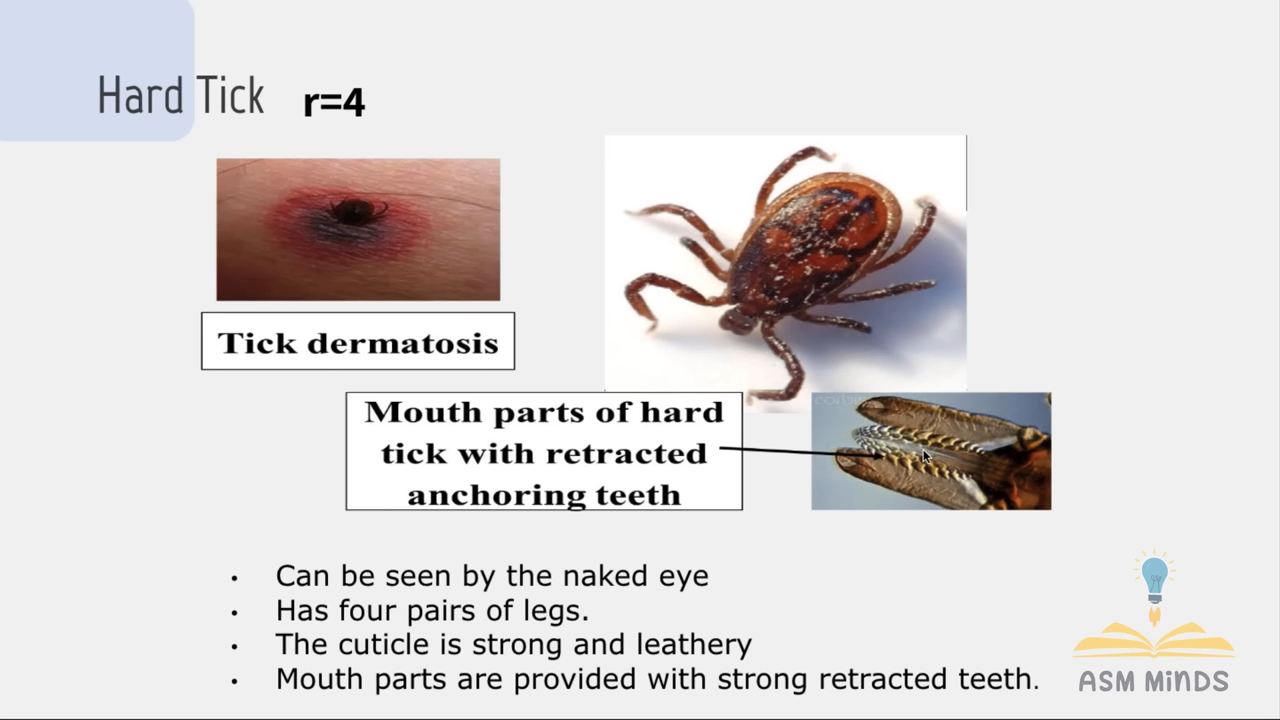 Hard Tick r=4
Tick dermatosis
Mouth parts of hard
tick with retracted
anchoring teeth
• Can be seen by the naked eye
• Has four pairs of legs.
• The cuticle is strong and leathery
• Mouth parts are provided with strong retracted teeth.
ASM MINDS